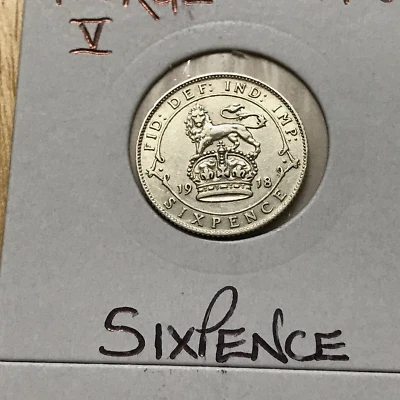 V
FID: DEF: IND: IMP:
19 18
SIXPENCE
SIXPENCE